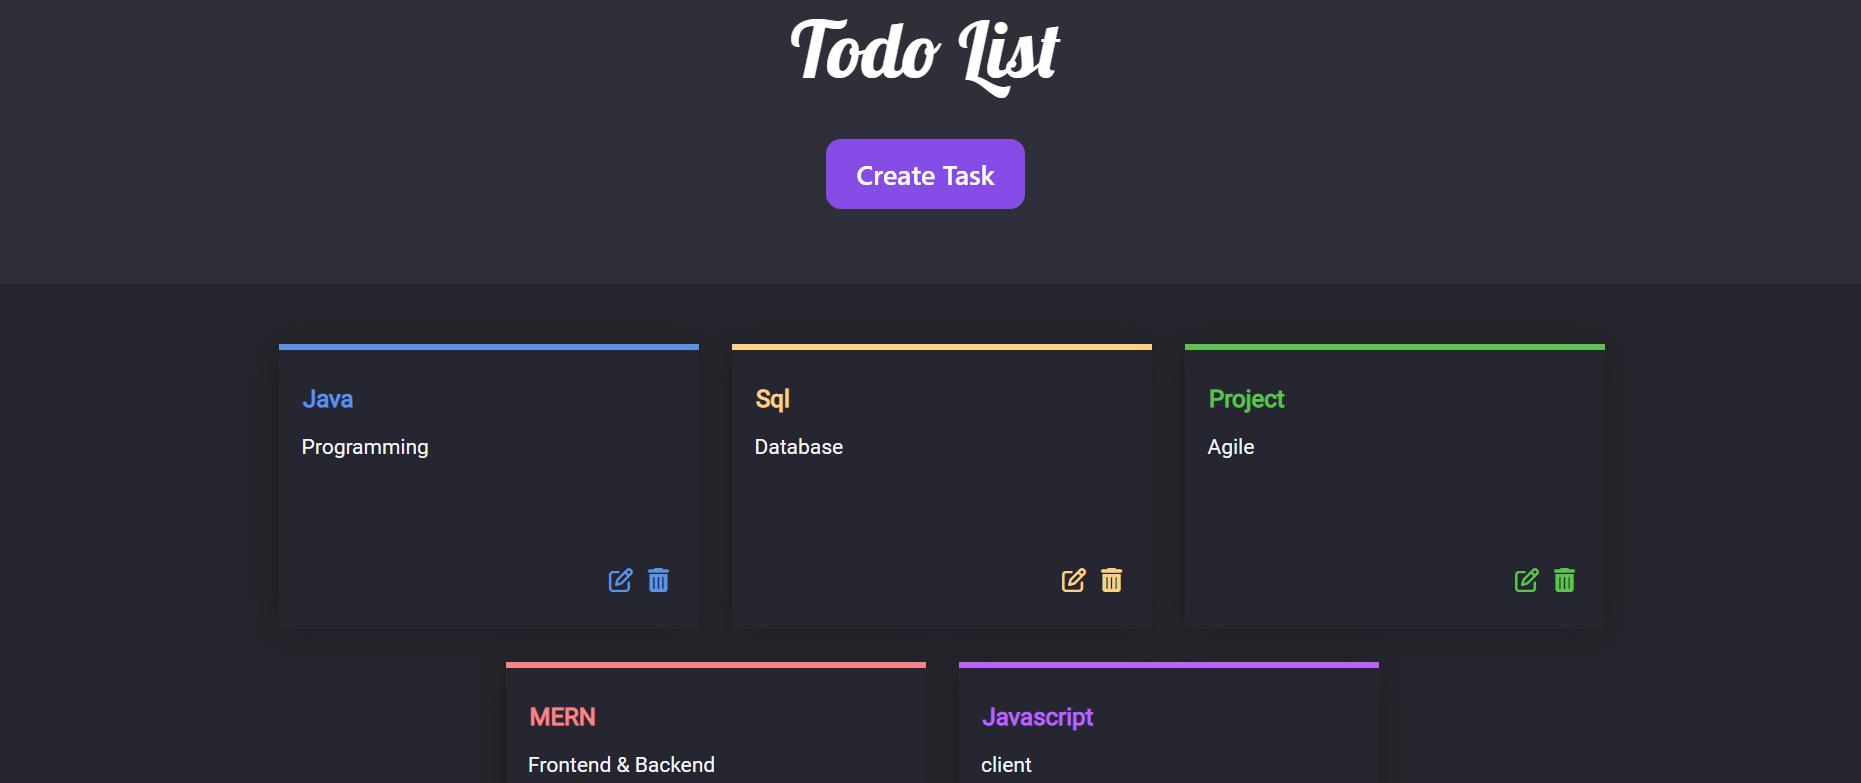 Todo List
Create Task
Java
Programming
Sql
Database
Project
Agile
MERN
Frontend & Backend
Javascript
client